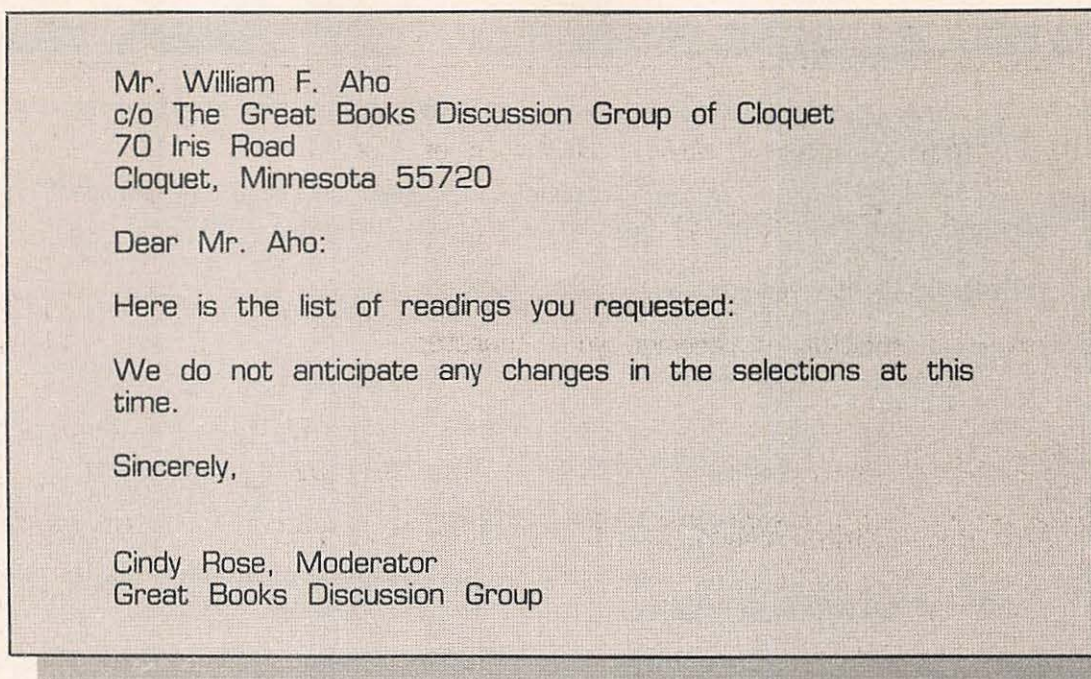 Mr. William F. Aho
c/o The Great Books Discussion Group of Cloquet
70 Iris Road
Cloquet, Minnesota 55720
Dear Mr. Aho:
Here is the list of readings you requested:
We do not anticipate any changes in the selections at this
time.
Sincerely,
Cindy Rose, Moderator
Great Books Discussion Group